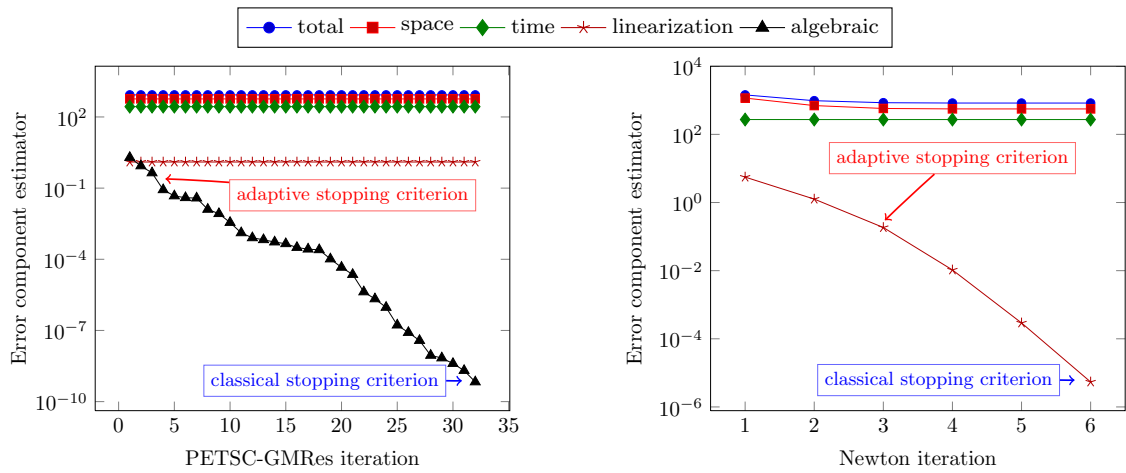 total space time linearization algebraic
10^2
10^−1
10^−4
10^−7
10^−10
Error component estimator
adaptive stopping criterion
classical stopping criterion
0 5 10 15 20 25 30 35
PETSC-GMRes iteration
10^4
10^2
10^0
10^−2
10^−4
10^−6
Error component estimator
adaptive stopping criterion
classical stopping criterion
1 2 3 4 5 6
Newton iteration